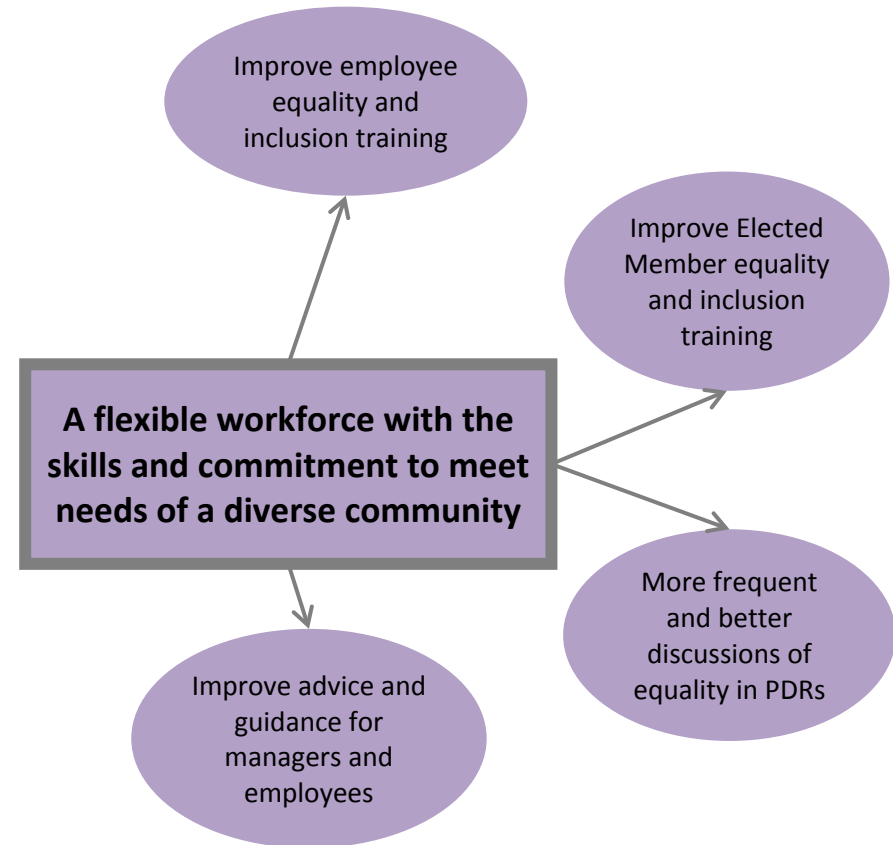 Improve employee
equality and
inclusion training
Improve Elected
Member equality
and inclusion
training
A flexible workforce with the
skills and commitment to meet
needs of a diverse community
More frequent
and better
discussions of
equality in PDRs
Improve advice and
guidance for
managers and
employees